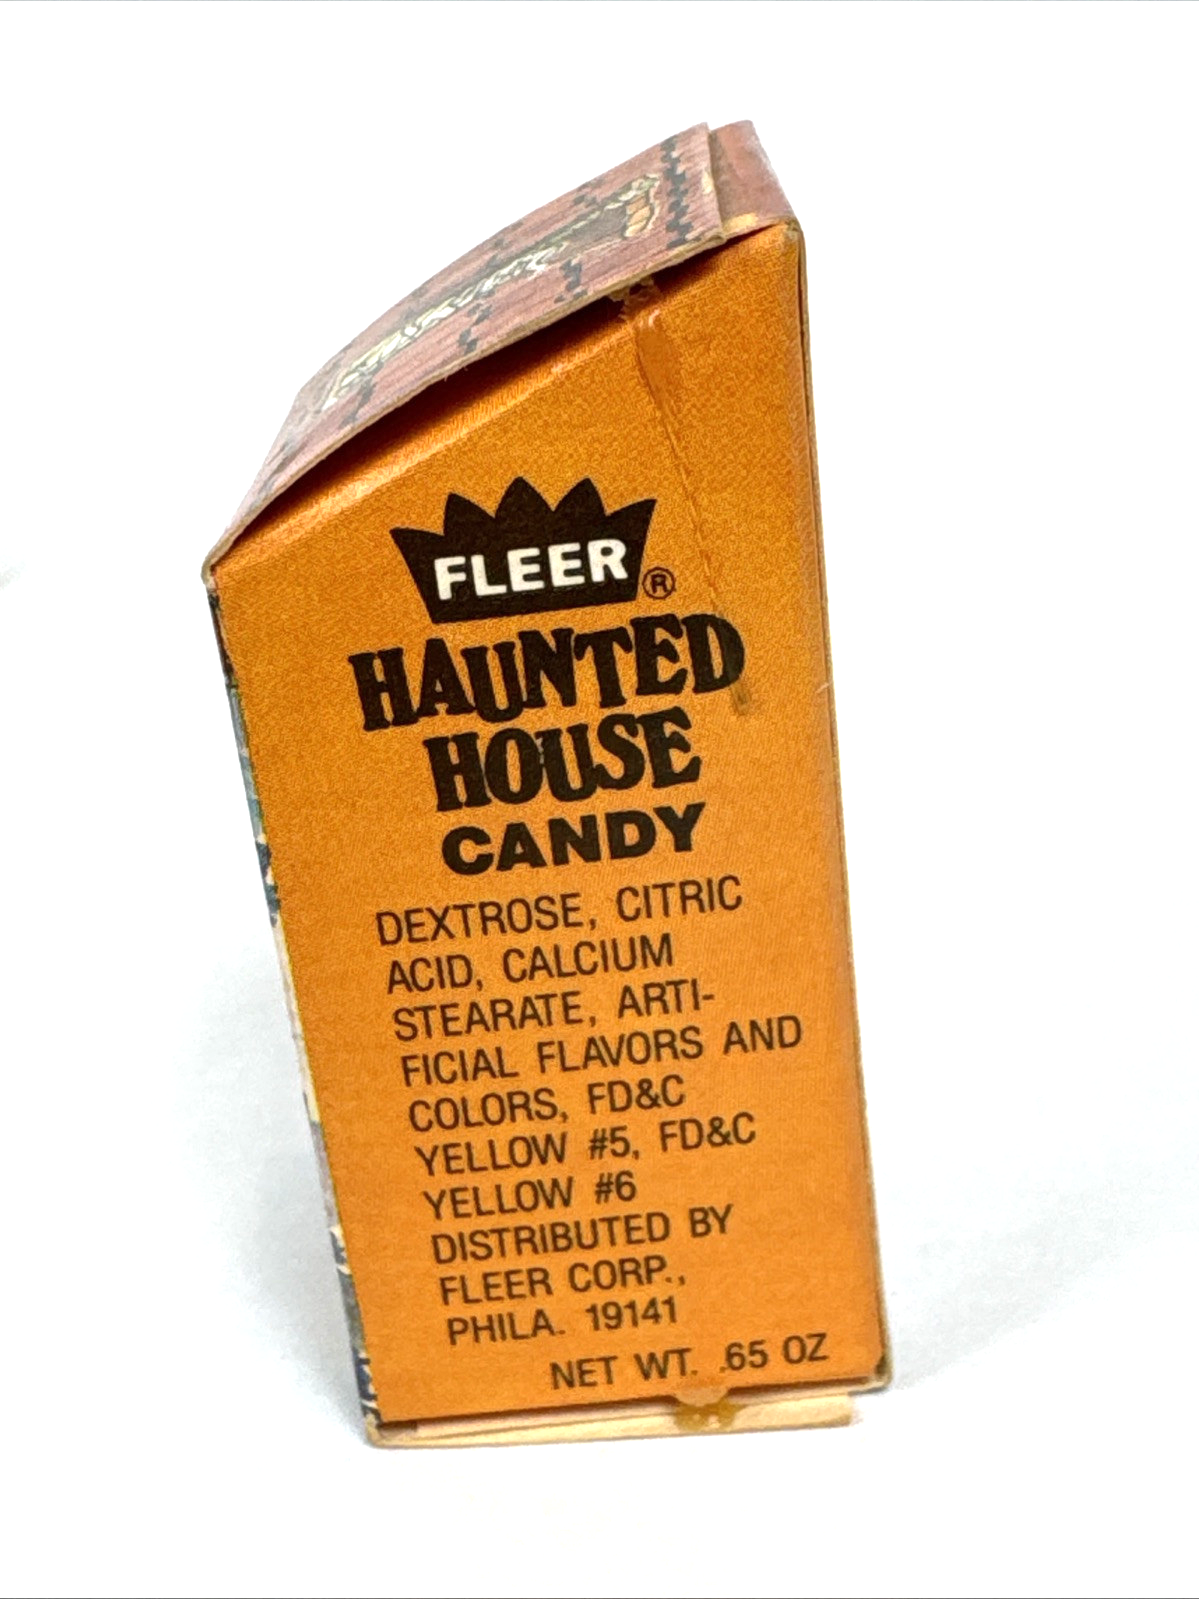 FLEER®
HAUNTED
HOUSE
CANDY
DEXTROSE, CITRIC
ACID, CALCIUM
STEARATE, ARTI-
FICIAL FLAVORS AND
COLORS, FD&C
YELLOW #5, FD&C
YELLOW #6
DISTRIBUTED BY
FLEER CORP.,
PHILA. 19141
NET WT. .65 OZ